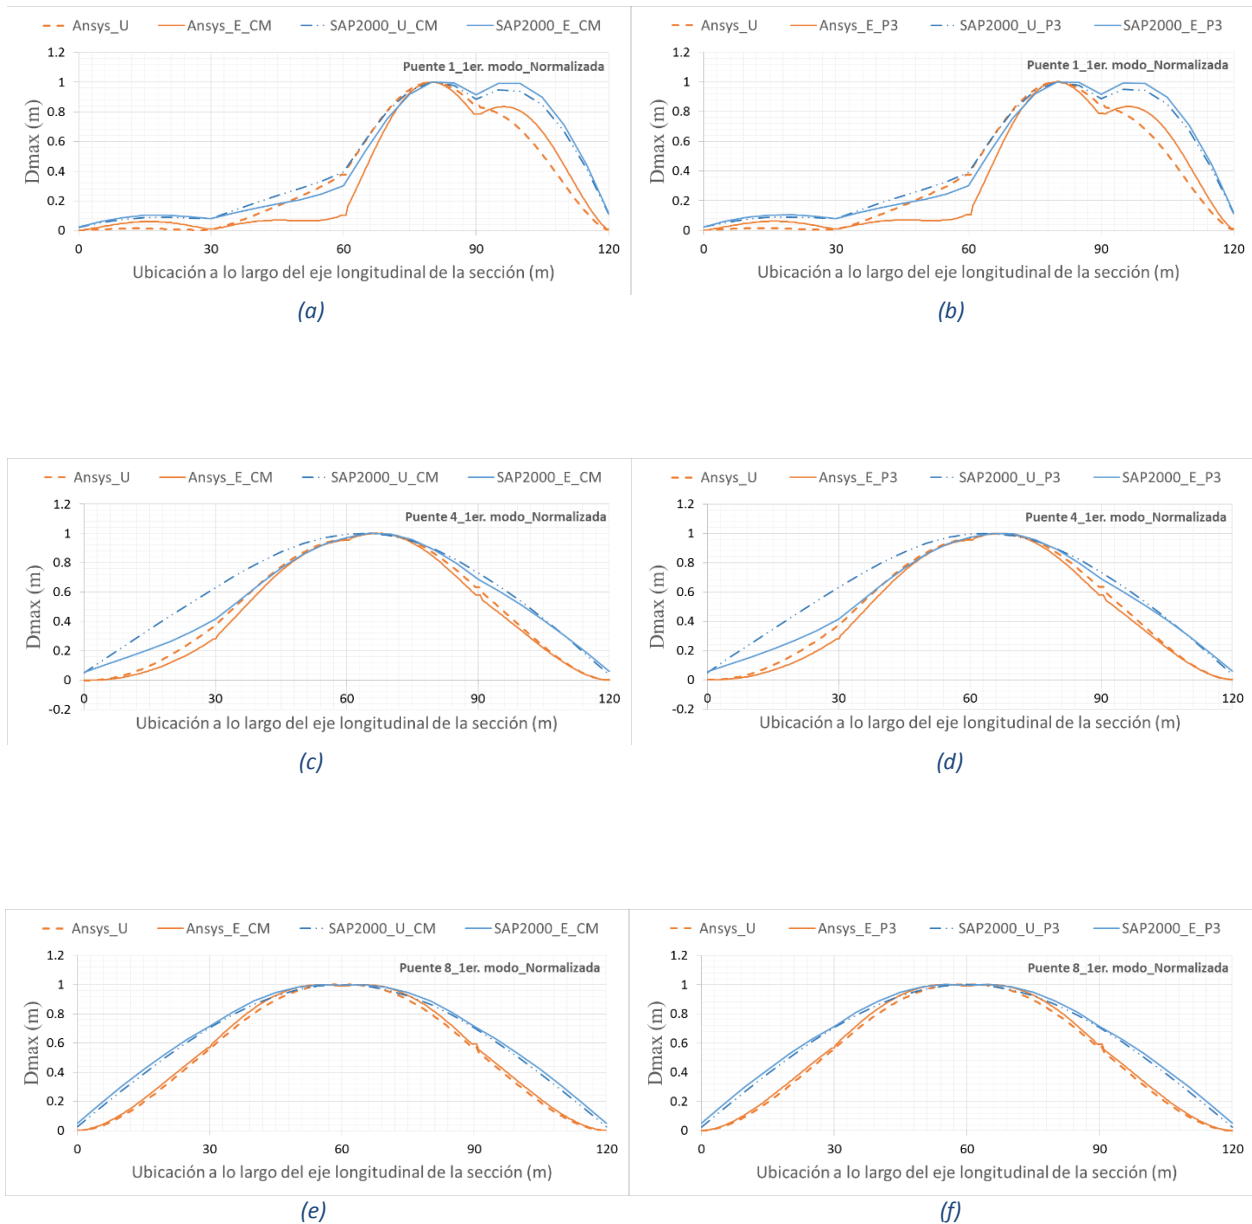 Ansys_U Ansys_E_CM SAP2000_U_CM SAP2000_E_CM
Puente 1_1er. modo_Normalizada
Dmax (m)
1.2
1
0.8
0.6
0.4
0.2
0
0 30 60 90 120
Ubicación a lo largo del eje longitudinal de la sección (m)
(a)
Ansys_U Ansys_E_P3 SAP2000_U_P3 SAP2000_E_P3
Puente 1_1er. modo_Normalizada
Dmax (m)
1.2
1
0.8
0.6
0.4
0.2
0
0 30 60 90 120
Ubicación a lo largo del eje longitudinal de la sección (m)
(b)
Ansys_U Ansys_E_CM SAP2000_U_CM SAP2000_E_CM
Puente 4_1er. modo_Normalizada
Dmax (m)
1.2
1
0.8
0.6
0.4
0.2
0
-0.2
0 30 60 90 120
Ubicación a lo largo del eje longitudinal de la sección (m)
(c)
Ansys_U Ansys_E_P3 SAP2000_U_P3 SAP2000_E_P3
Puente 4_1er. modo_Normalizada
Dmax (m)
1.2
1
0.8
0.6
0.4
0.2
0
-0.2
0 30 60 90 120
Ubicación a lo largo del eje longitudinal de la sección (m)
(d)
Ansys_U Ansys_E_CM SAP2000_U_CM SAP2000_E_CM
Puente 8_1er. modo_Normalizada
Dmax (m)
1.2
1
0.8
0.6
0.4
0.2
0
0 30 60 90 120
Ubicación a lo largo del eje longitudinal de la sección (m)
(e)
Ansys_U Ansys_E_P3 SAP2000_U_P3 SAP2000_E_P3
Puente 8_1er. modo_Normalizada
Dmax (m)
1.2
1
0.8
0.6
0.4
0.2
0
0 30 60 90 120
Ubicación a lo largo del eje longitudinal de la sección (m)
(f)